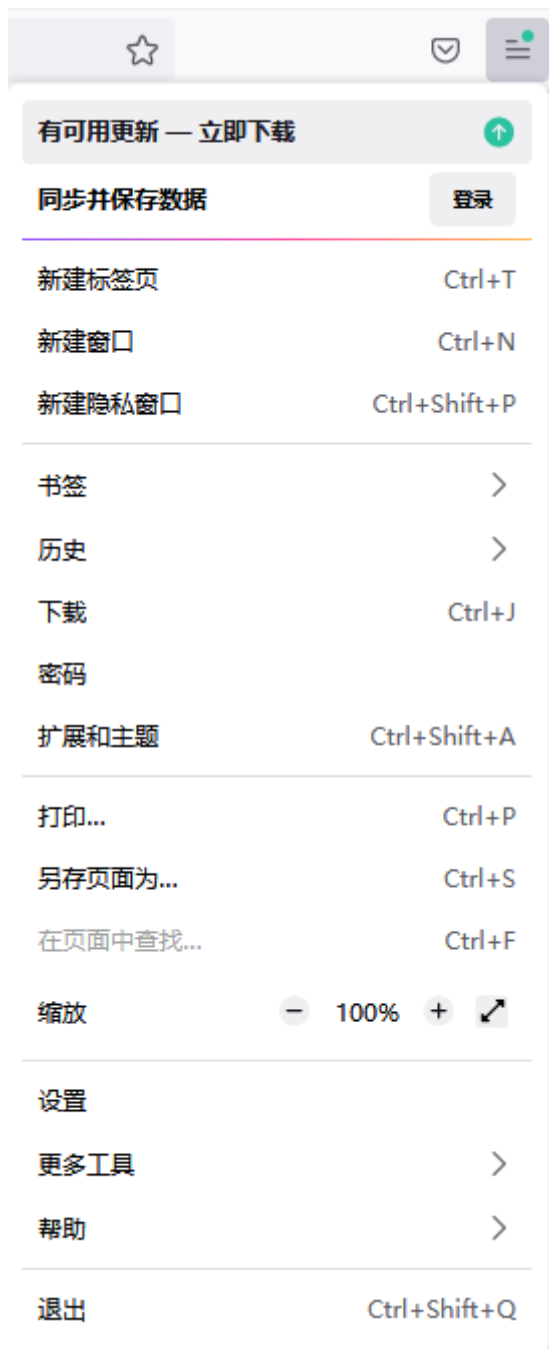 有可用更新 — 立即下载
同步并保存数据 登录
新建标签页 Ctrl+T
新建窗口 Ctrl+N
新建隐私窗口 Ctrl+Shift+P
书签
历史
下载 Ctrl+J
密码
扩展和主题 Ctrl+Shift+A
打印... Ctrl+P
另存页面为... Ctrl+S
在页面中查找... Ctrl+F
缩放 − 100% +
设置
更多工具
帮助
退出 Ctrl+Shift+Q